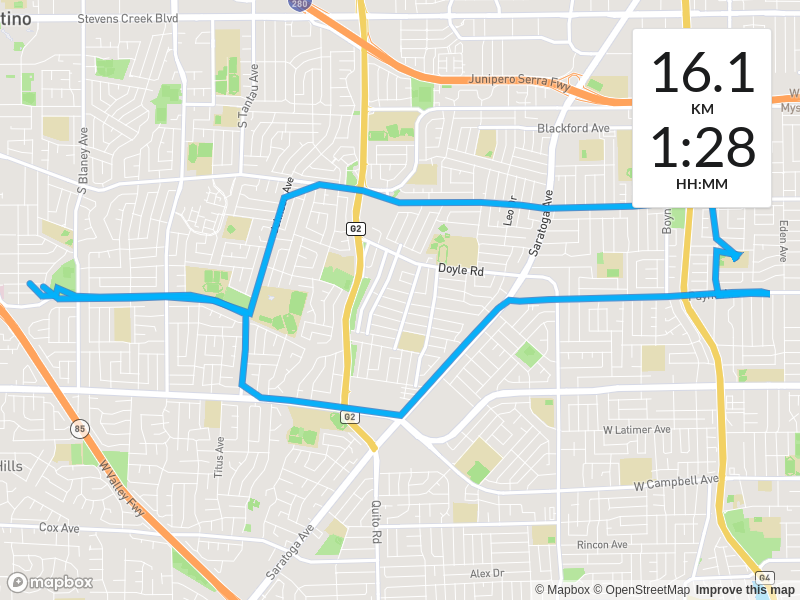 tino
Stevens Creek Blvd
280
16.1
KM
1:28
HH:MM
Junipero Serra Fwy
W
Mys
S Tantau Ave
Blackford Ave
S Blaney Ave
Ave
Leo
r
Saratoga Ave
Boyn
Eden Ave
G2
Doyle Rd
Payn
G2
85
W Latimer Ave
Hills
Titus Ave
W Valley Fwy
W Campbell Ave
Quito Rd
Cox Ave
Saratoga Ave
Rincon Ave
Alex Dr
G4
mapbox
© Mapbox © OpenStreetMap Improve this map